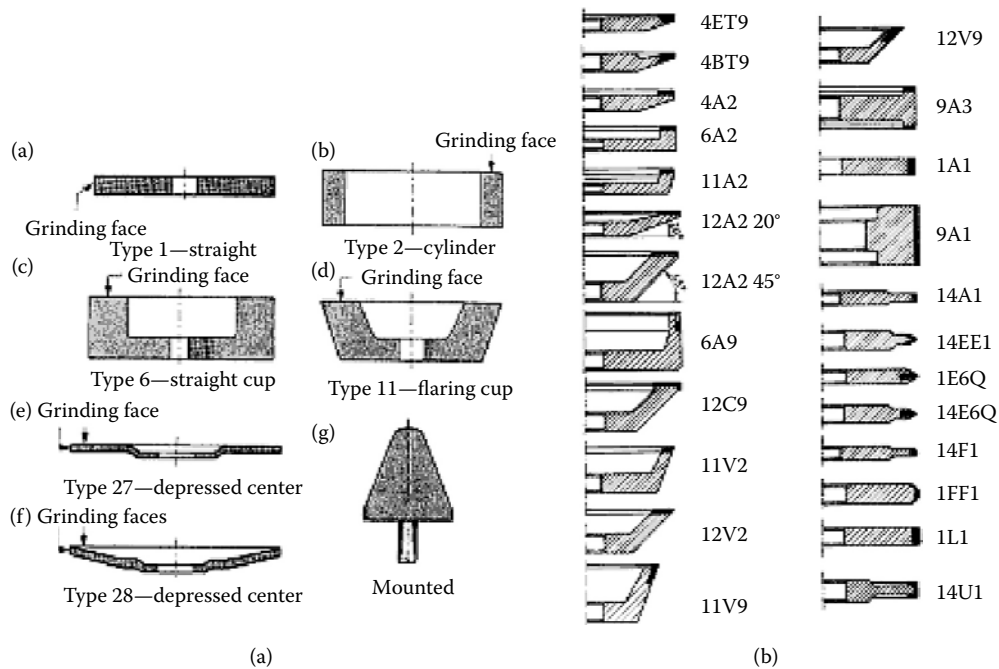 (a)
Grinding face
Type 1—straight
(b)
Grinding face
Type 2—cylinder
(c)
Grinding face
Type 6—straight cup
(d)
Grinding face
Type 11—flaring cup
(e) Grinding face
Type 27—depressed center
(f) Grinding faces
Type 28—depressed center
(g)
Mounted
(a)
4ET9
4BT9
4A2
6A2
11A2
12A2 20°
12A2 45°
6A9
12C9
11V2
12V2
11V9
12V9
9A3
1A1
9A1
14A1
14EE1
1E6Q
14E6Q
14F1
1FF1
1L1
14U1
(b)